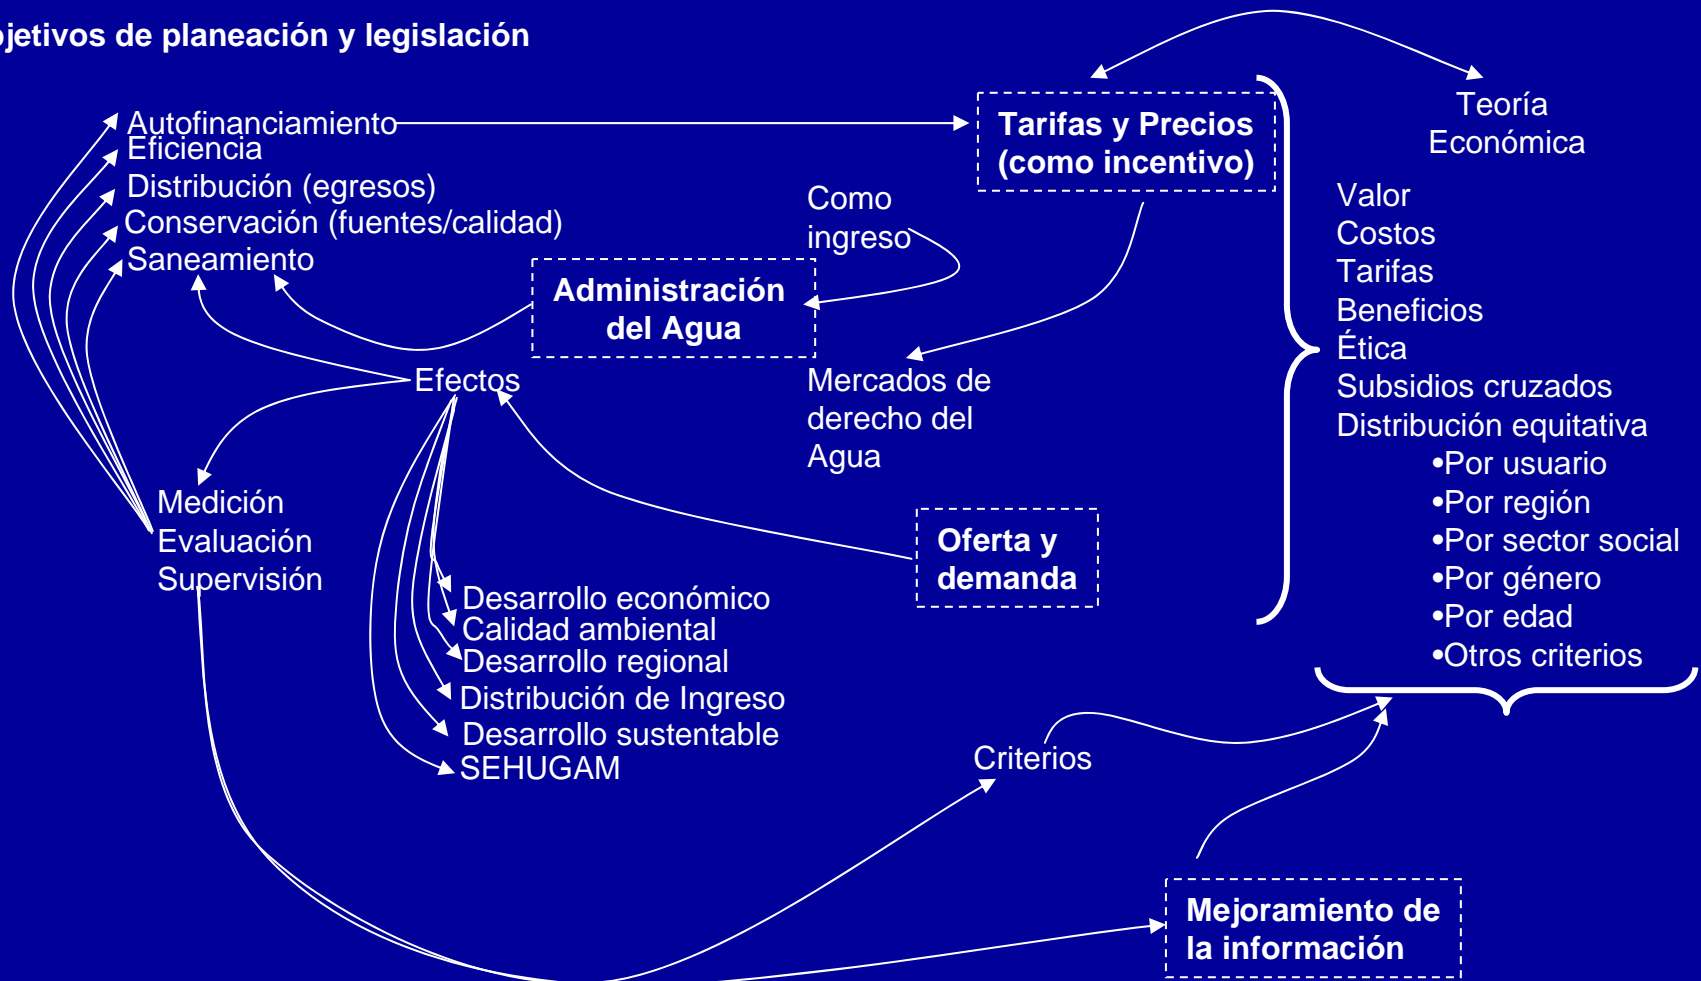 jetivos de planeación y legislación
Autofinanciamiento
Eficiencia
Distribución (egresos)
Conservación (fuentes/calidad)
Saneamiento
Administración
del Agua
Como
ingreso
Tarifas y Precios
(como incentivo)
Teoría
Económica
Valor
Costos
Tarifas
Beneficios
Ética
Subsidios cruzados
Distribución equitativa
•Por usuario
•Por región
•Por sector social
•Por género
•Por edad
•Otros criterios
Efectos
Mercados de
derecho del
Agua
Medición
Evaluación
Supervisión
Oferta y
demanda
Desarrollo económico
Calidad ambiental
Desarrollo regional
Distribución de Ingreso
Desarrollo sustentable
SEHUGAM
Criterios
Mejoramiento de
la información